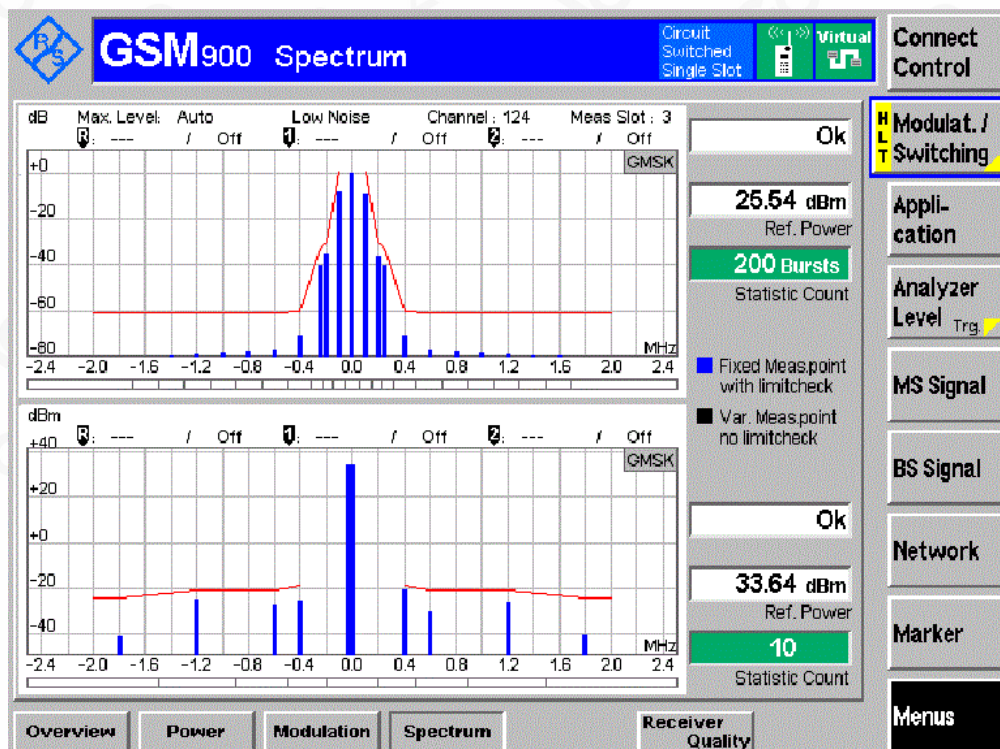 R/S
GSM900 Spectrum
Circuit
Switched
Single Slot
Virtual
Connect
Control
dB Max. Level: Auto Low Noise Channel : 124 Meas Slot : 3
R: --- / Off 1: --- / Off 2: --- / Off
GMSK
+0
-20
-40
-60
-80
MHz
-2.4 -2.0 -1.6 -1.2 -0.8 -0.4 0.0 0.4 0.8 1.2 1.6 2.0 2.4
Ok
25.54 dBm
Ref. Power
200 Bursts
Statistic Count
Fixed Meas.point
with limitcheck
Var. Meas.point
no limitcheck
dBm
R: --- / Off 1: --- / Off 2: --- / Off
GMSK
+40
+20
+0
-20
-40
MHz
-2.4 -2.0 -1.6 -1.2 -0.8 -0.4 0.0 0.4 0.8 1.2 1.6 2.0 2.4
Ok
33.64 dBm
Ref. Power
10
Statistic Count
HLT
Modulat. /
Switching
Appli-
cation
Analyzer
Level Trg.
MS Signal
BS Signal
Network
Marker
Menus
Overview
Power
Modulation
Spectrum
Receiver
Quality